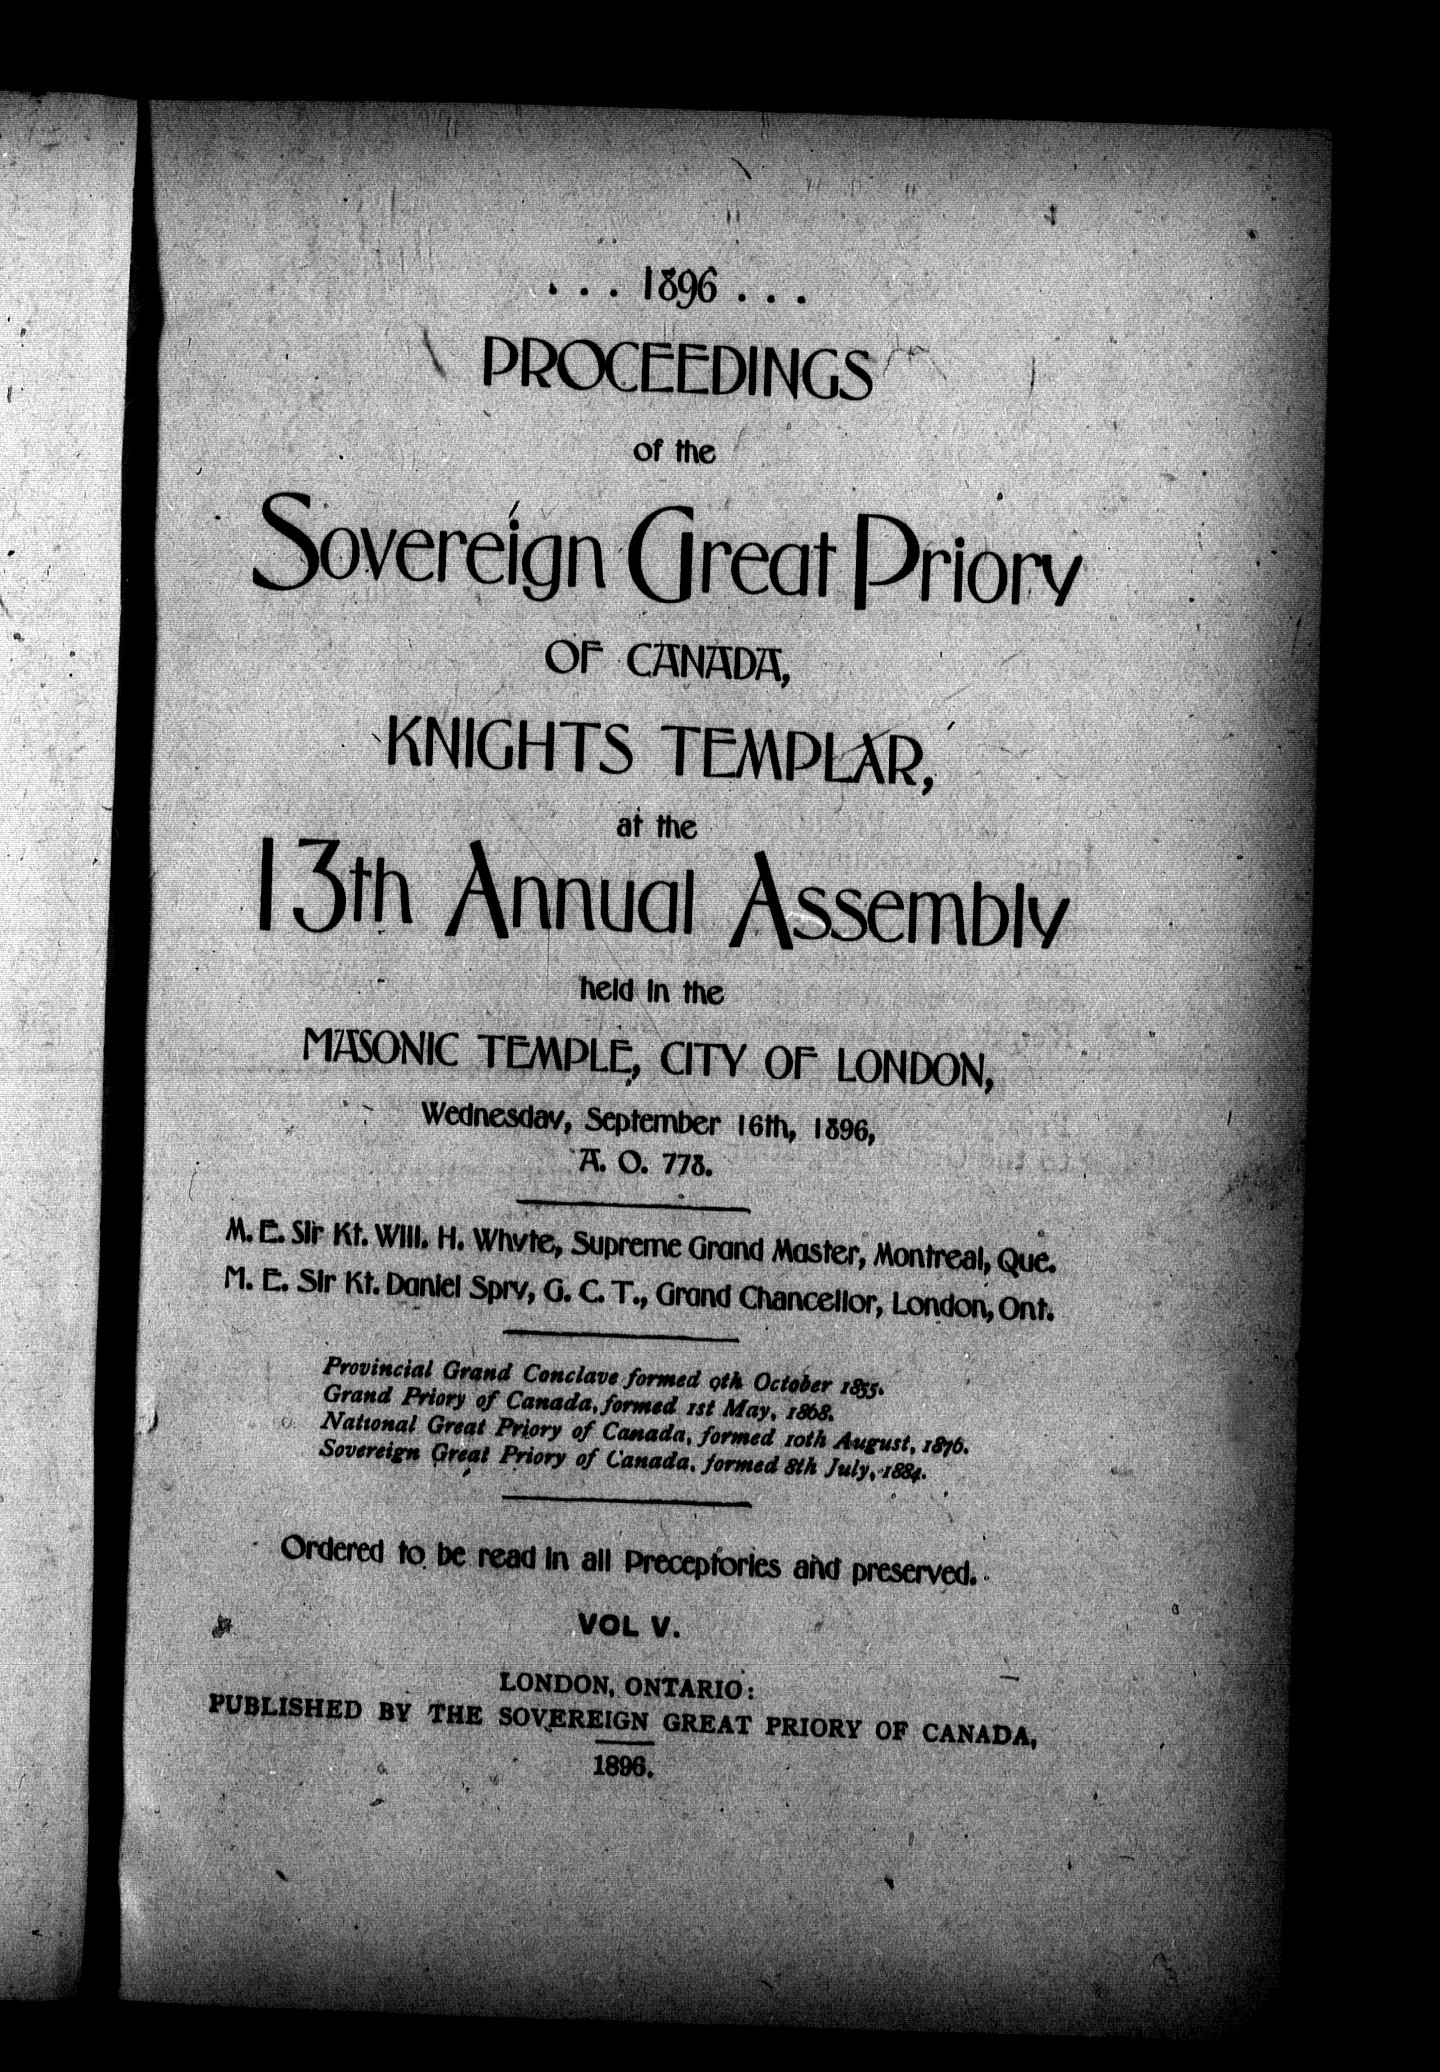 . . . 1896 . . .
PROCEEDINGS
of the
Sovereign Great Priory
OF CANADA,
KNIGHTS TEMPLAR,
at the
13th Annual Assembly
held in the
MASONIC TEMPLE, CITY OF LONDON,
Wednesday, September 16th, 1896,
A. O. 778.
M. E. Sir Kt. Will. H. Whyte, Supreme Grand Master, Montreal, Que.
M. E. Sir Kt. Daniel Spry, G. C. T., Grand Chancellor, London, Ont.
Provincial Grand Conclave formed 9th October 1855.
Grand Priory of Canada, formed 1st May, 1868.
National Great Priory of Canada, formed 10th August, 1876.
Sovereign Great Priory of Canada, formed 8th July, 1884.
Ordered to be read in all Preceptories and preserved.
VOL V.
LONDON, ONTARIO:
PUBLISHED BY THE SOVEREIGN GREAT PRIORY OF CANADA,
1896.